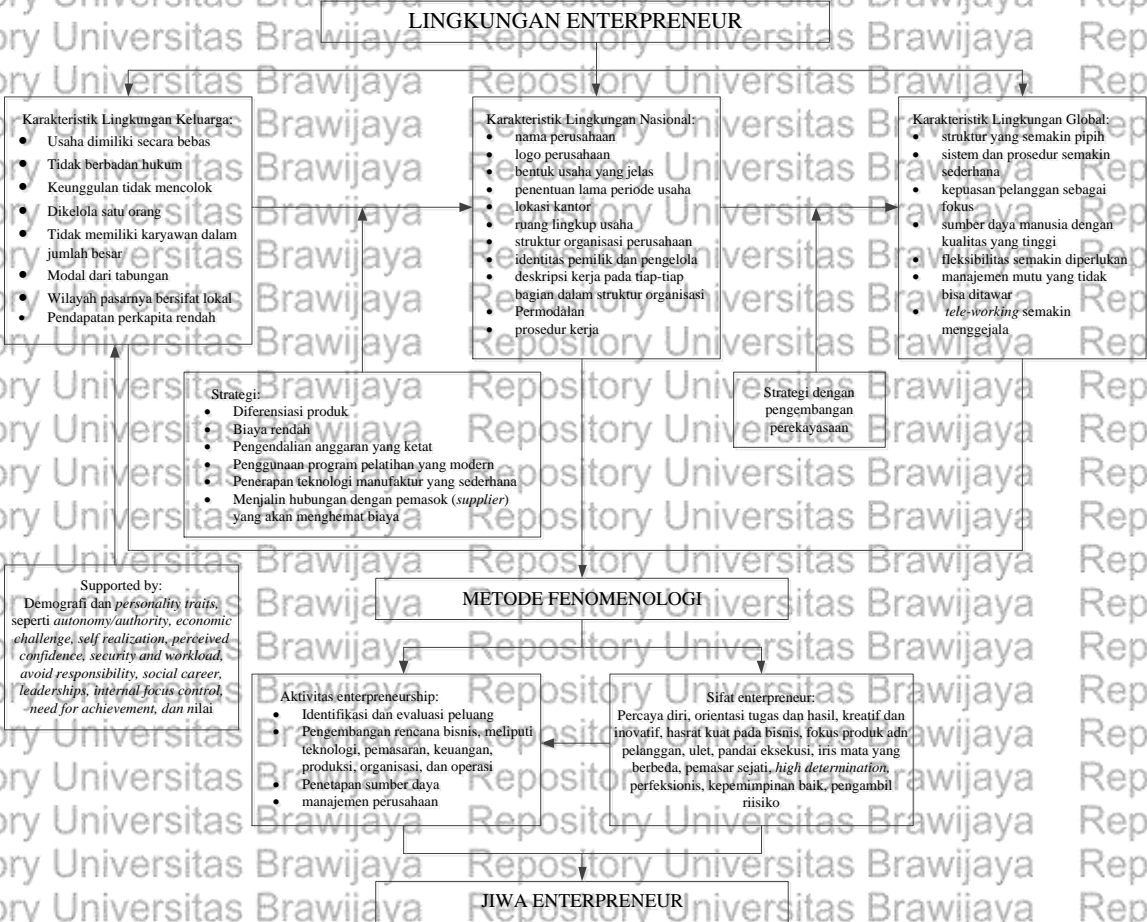 LINGKUNGAN ENTERPRENEUR
Karakteristik Lingkungan Keluarga:
• Usaha dimiliki secara bebas
• Tidak berbadan hukum
• Keunggulan tidak mencolok
• Dikelola satu orang
• Tidak memiliki karyawan dalam
jumlah besar
• Modal dari tabungan
• Wilayah pasarnya bersifat lokal
• Pendapatan perkapita rendah
Karakteristik Lingkungan Nasional:
• nama perusahaan
• logo perusahaan
• bentuk usaha yang jelas
• penentuan lama periode usaha
• lokasi kantor
• ruang lingkup usaha
• struktur organisasi perusahaan
• identitas pemilik dan pengelola
• deskripsi kerja pada tiap-tiap
bagian dalam struktur organisasi
• Permodalan
• prosedur kerja
Karakteristik Lingkungan Global:
• struktur yang semakin pipih
• sistem dan prosedur semakin
sederhana
• kepuasan pelanggan sebagai
fokus
• sumber daya manusia dengan
kualitas yang tinggi
• fleksibilitas semakin diperlukan
• manajemen mutu yang tidak
bisa ditawar
• tele-working semakin
menggejala
Strategi:
• Diferensiasi produk
• Biaya rendah
• Pengendalian anggaran yang ketat
• Penggunaan program pelatihan yang modern
• Penerapan teknologi manufaktur yang sederhana
• Menjalin hubungan dengan pemasok (supplier)
yang akan menghemat biaya
Strategi dengan
pengembangan
perekayasaan
Supported by:
Demografi dan personality traits,
seperti autonomy/authority, economic
challenge, self realization, perceived
confidence, security and workload,
avoid responsibility, social career,
leaderships, internal focus control,
need for achievement, dan nilai
METODE FENOMENOLOGI
Aktivitas enterpreneurship:
• Identifikasi dan evaluasi peluang
• Pengembangan rencana bisnis, meliputi
teknologi, pemasaran, keuangan,
produksi, organisasi, dan operasi
• Penetapan sumber daya
• manajemen perusahaan
Sifat enterpreneur:
Percaya diri, orientasi tugas dan hasil, kreatif dan
inovatif, hasrat kuat pada bisnis, fokus produk adn
pelanggan, ulet, pandai eksekusi, iris mata yang
berbeda, pemasar sejati, high determination,
perfeksionis, kepemimpinan baik, pengambil
riisiko
JIWA ENTERPRENEUR
Repository Universitas Brawijaya